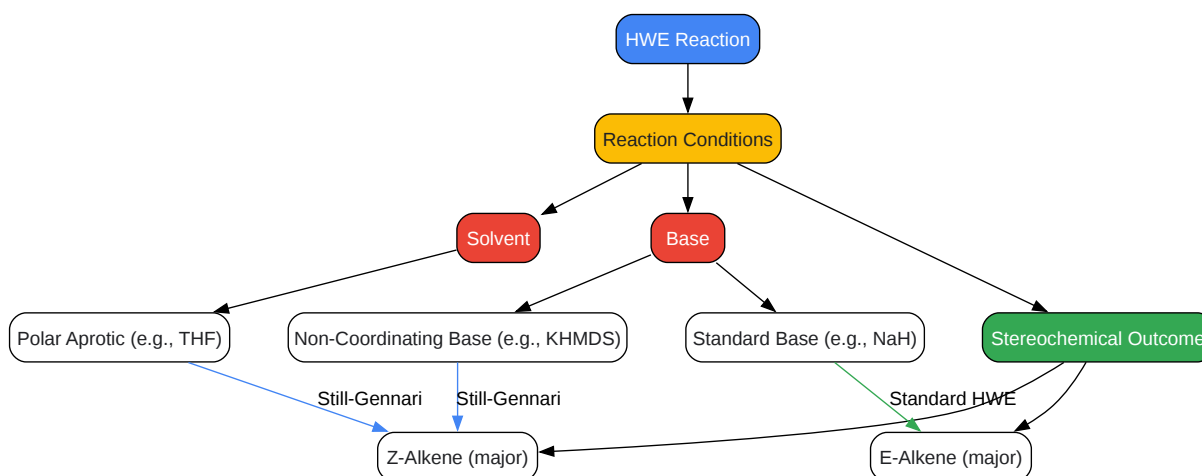 HWE Reaction
Reaction Conditions
Solvent
Base
Polar Aprotic (e.g., THF)
Non-Coordinating Base (e.g., KHMDS)
Standard Base (e.g., NaH)
Stereochemical Outcome
Still-Gennari
Still-Gennari
Standard HWE
Z-Alkene (major)
E-Alkene (major)